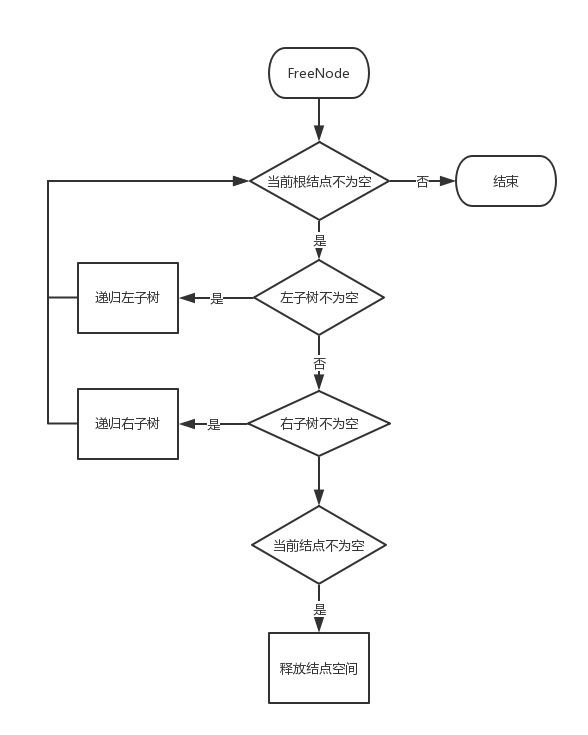 FreeNode
当前根结点不为空
否
结束
是
递归左子树
是
左子树不为空
否
递归右子树
是
右子树不为空
当前结点不为空
是
释放结点空间